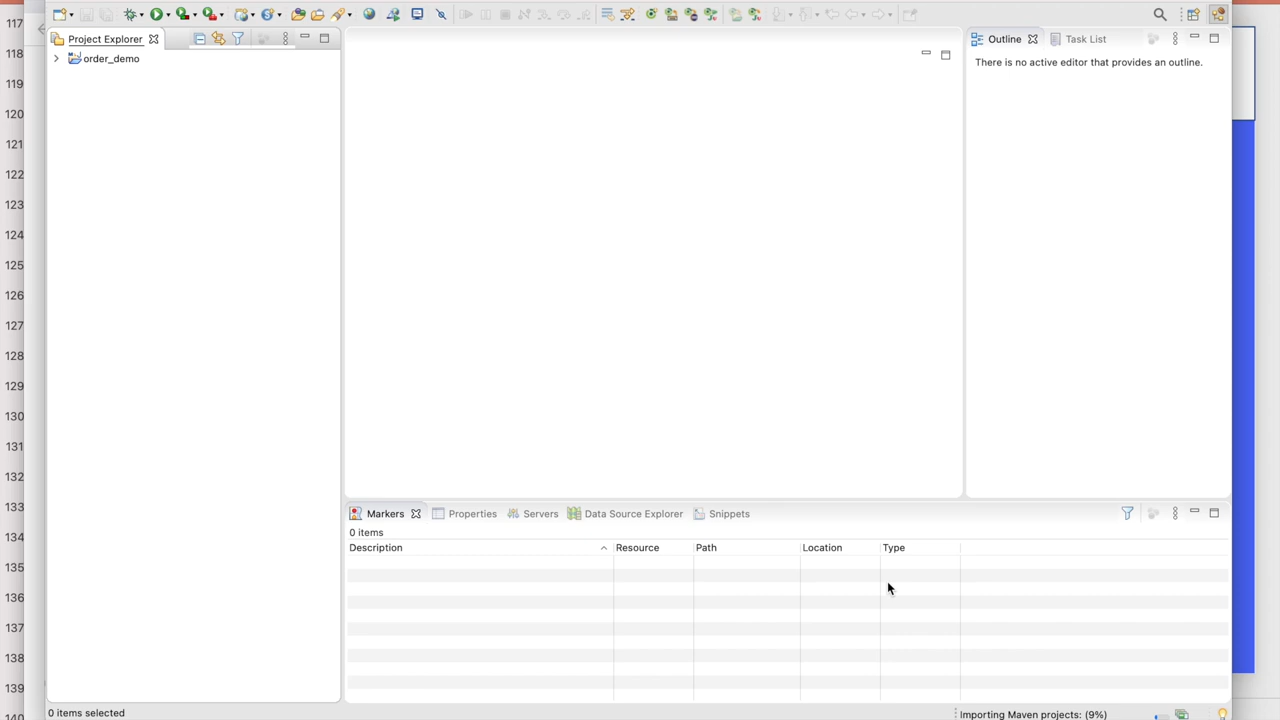 117
118
119
120
121
122
123
124
125
126
127
128
129
130
131
132
133
134
135
136
137
138
139
140
Project Explorer
order_demo
Outline
Task List
There is no active editor that provides an outline.
Markers
Properties
Servers
Data Source Explorer
Snippets
0 items
Description
Resource
Path
Location
Type
0 items selected
Importing Maven projects: (9%)